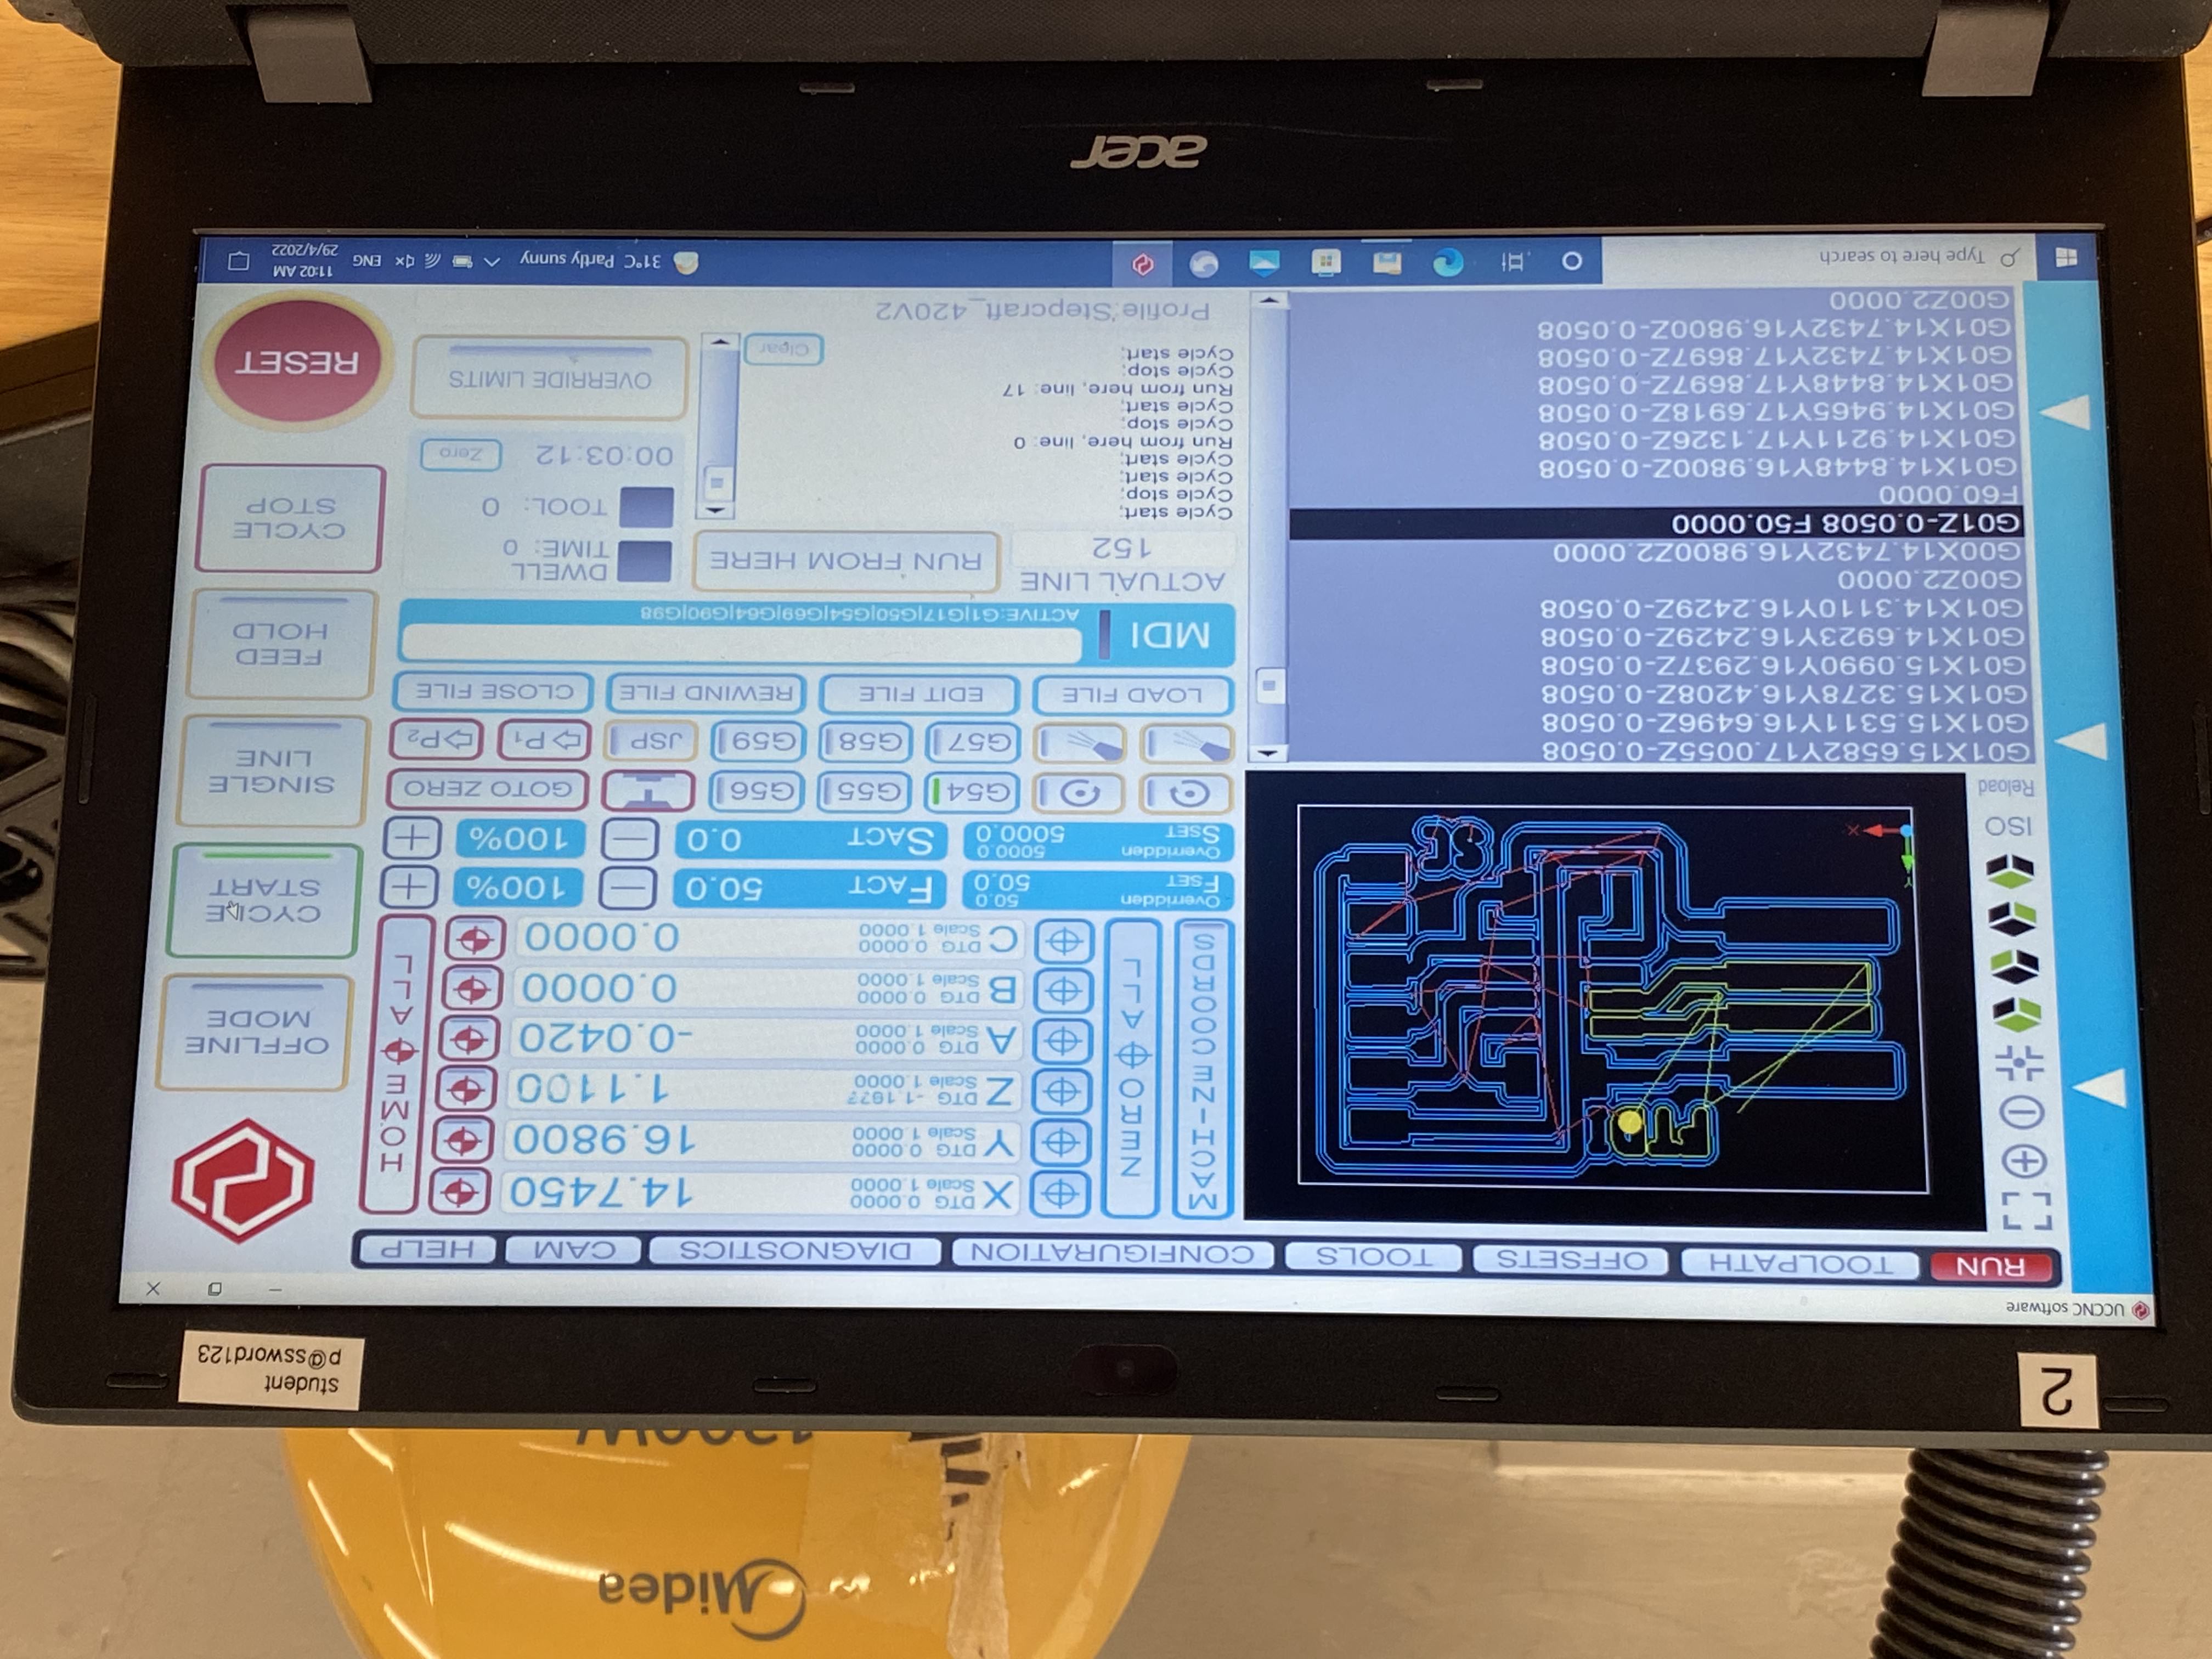 Midea
1200W
2
student
p@ssword123
UCCNC software
RUN
TOOLPATH
OFFSETS
TOOLS
CONFIGURATION
DIAGNOSTICS
CAM
HELP
FTDI
SC
Y
X
ISO
Reload
MACHINE COORDS
ZERO ALL
HOME ALL
X DTG 0.0000 14.7450
Scale 1.0000
Y DTG 0.0000 16.9800
Scale 1.0000
Z DTG 1.1100
Scale 1.0000
A DTG 0.0000 -0.0420
Scale 1.0000
B DTG 0.0000 0.0000
Scale 1.0000
C DTG 0.0000 0.0000
Scale 1.0000
Overridden 50.0
FSET 50.0
FACT 50.0
100%
Overridden 5000.0
SSET 5000.0
SACT 0.0
100%
G54
G55
G56
GOTO ZERO
G57
G58
G59
JSP
P1
P2
LOAD FILE
EDIT FILE
REWIND FILE
CLOSE FILE
MDI
ACTIVE:G1|G17|G50|G54|G69|G64|G90|G98
ACTUAL LINE
152
RUN FROM HERE
DWELL
TIME: 0
TOOL: 0
00:03:12
Zero
OVERRIDE LIMITS
Cycle start;
Cycle stop;
Cycle start;
Cycle start;
Run from here, line: 0
Cycle stop;
Cycle start;
Run from here, line: 17
Cycle stop;
Cycle start;
Clear
Profile:Stepcraft_420V2
OFFLINE
MODE
CYCLE
START
SINGLE
LINE
FEED
HOLD
CYCLE
STOP
RESET
G01X15.6582Y17.0055Z-0.0508
G01X15.5311Y16.6496Z-0.0508
G01X15.3278Y16.4208Z-0.0508
G01X15.0990Y16.2937Z-0.0508
G01X14.6923Y16.2429Z-0.0508
G01X14.3110Y16.2429Z-0.0508
G00Z2.0000
G00X14.7432Y16.9800Z2.0000
G01Z-0.0508 F50.0000
F60.0000
G01X14.8448Y16.9800Z-0.0508
G01X14.9211Y17.1326Z-0.0508
G01X14.9465Y17.6918Z-0.0508
G01X14.8448Y17.8697Z-0.0508
G01X14.7432Y17.8697Z-0.0508
G01X14.7432Y16.9800Z-0.0508
G00Z2.0000
Type here to search
31°C Partly sunny
ENG
11:02 AM
29/4/2022
acer